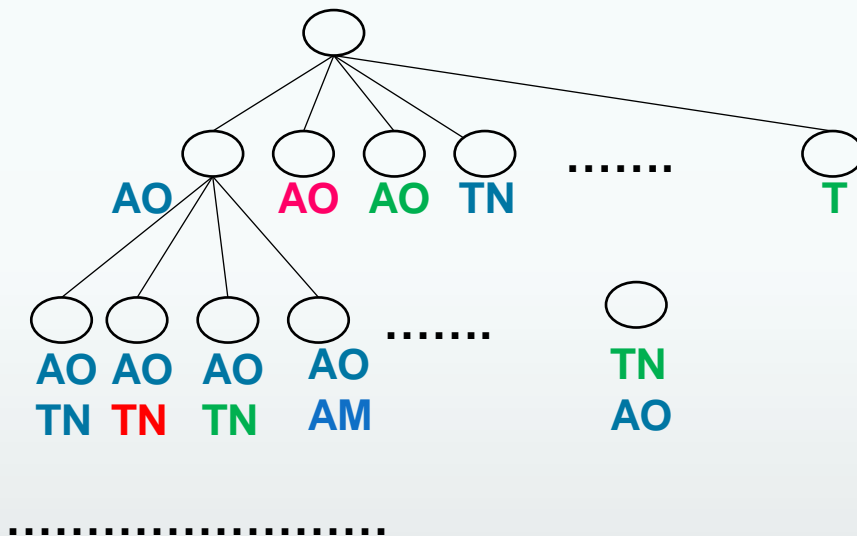 .......
AO AO AO TN T
.......
AO AO AO AO TN
TN TN TN AM AO
........................